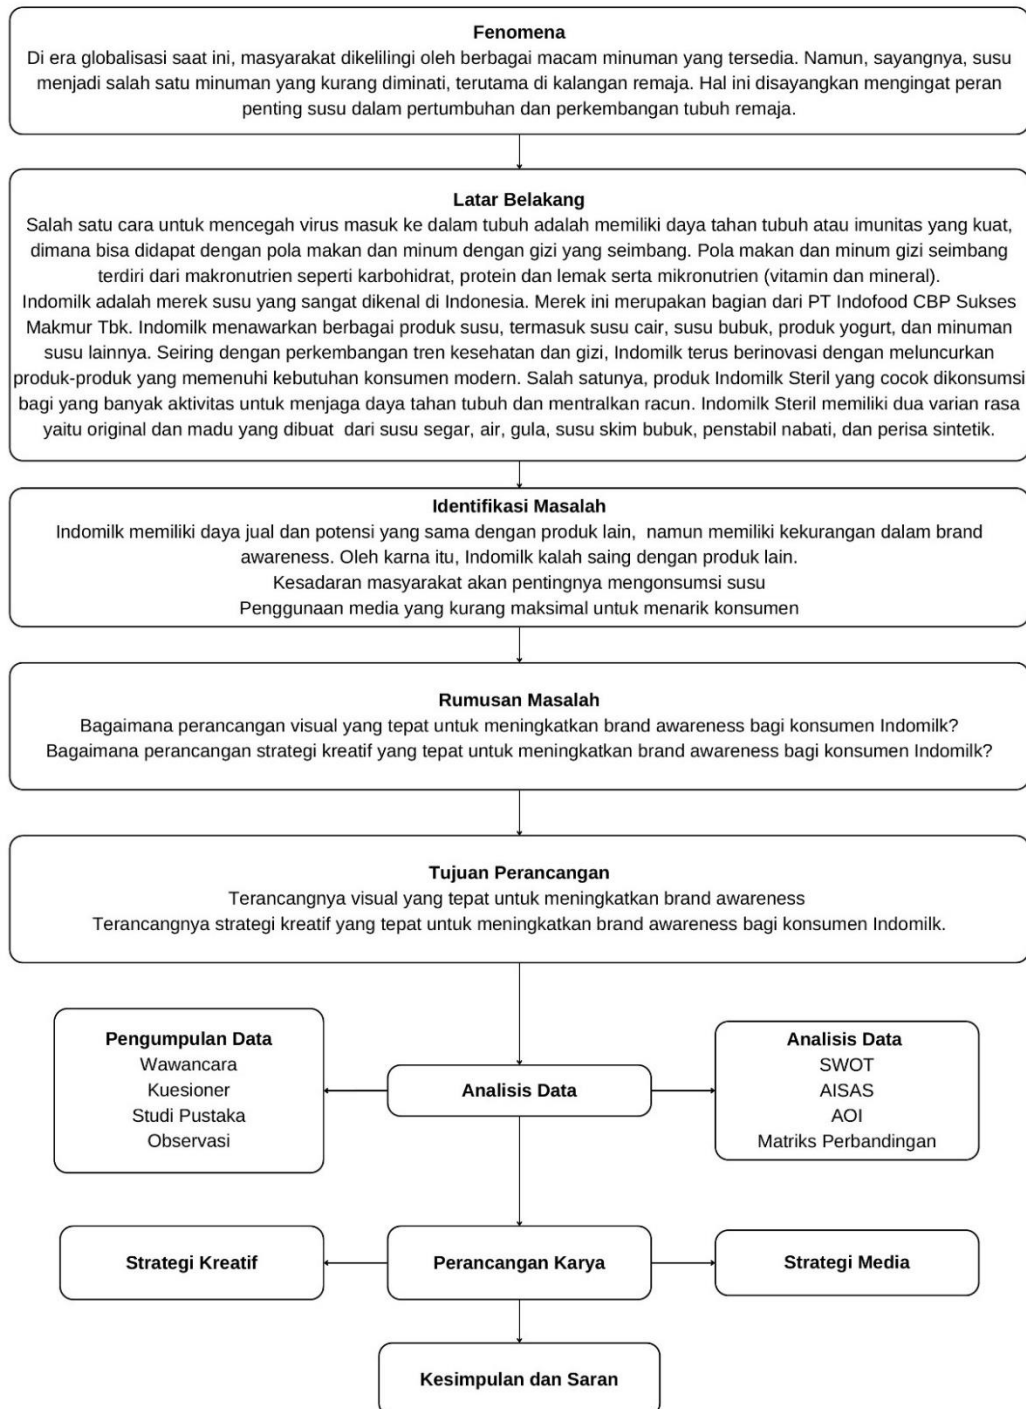 Fenomena
Di era globalisasi saat ini, masyarakat dikelilingi oleh berbagai macam minuman yang tersedia. Namun, sayangnya, susu
menjadi salah satu minuman yang kurang diminati, terutama di kalangan remaja. Hal ini disayangkan mengingat peran
penting susu dalam pertumbuhan dan perkembangan tubuh remaja.
Latar Belakang
Salah satu cara untuk mencegah virus masuk ke dalam tubuh adalah memiliki daya tahan tubuh atau imunitas yang kuat,
dimana bisa didapat dengan pola makan dan minum dengan gizi yang seimbang. Pola makan dan minum gizi seimbang
terdiri dari makronutrien seperti karbohidrat, protein dan lemak serta mikronutrien (vitamin dan mineral).
Indomilk adalah merek susu yang sangat dikenal di Indonesia. Merek ini merupakan bagian dari PT Indofood CBP Sukses
Makmur Tbk. Indomilk menawarkan berbagai produk susu, termasuk susu cair, susu bubuk, produk yogurt, dan minuman
susu lainnya. Seiring dengan perkembangan tren kesehatan dan gizi, Indomilk terus berinovasi dengan meluncurkan
produk-produk yang memenuhi kebutuhan konsumen modern. Salah satunya, produk Indomilk Steril yang cocok dikonsumsi
bagi yang banyak aktivitas untuk menjaga daya tahan tubuh dan mentralkan racun. Indomilk Steril memiliki dua varian rasa
yaitu original dan madu yang dibuat dari susu segar, air, gula, susu skim bubuk, penstabil nabati, dan perisa sintetik.
Identifikasi Masalah
Indomilk memiliki daya jual dan potensi yang sama dengan produk lain, namun memiliki kekurangan dalam brand
awareness. Oleh karna itu, Indomilk kalah saing dengan produk lain.
Kesadaran masyarakat akan pentingnya mengonsumsi susu
Penggunaan media yang kurang maksimal untuk menarik konsumen
Rumusan Masalah
Bagaimana perancangan visual yang tepat untuk meningkatkan brand awareness bagi konsumen Indomilk?
Bagaimana perancangan strategi kreatif yang tepat untuk meningkatkan brand awareness bagi konsumen Indomilk?
Tujuan Perancangan
Terancangnya visual yang tepat untuk meningkatkan brand awareness
Terancangnya strategi kreatif yang tepat untuk meningkatkan brand awareness bagi konsumen Indomilk.
Pengumpulan Data
Wawancara
Kuesioner
Studi Pustaka
Observasi
Analisis Data
Analisis Data
SWOT
AISAS
AOI
Matriks Perbandingan
Strategi Kreatif
Perancangan Karya
Strategi Media
Kesimpulan dan Saran